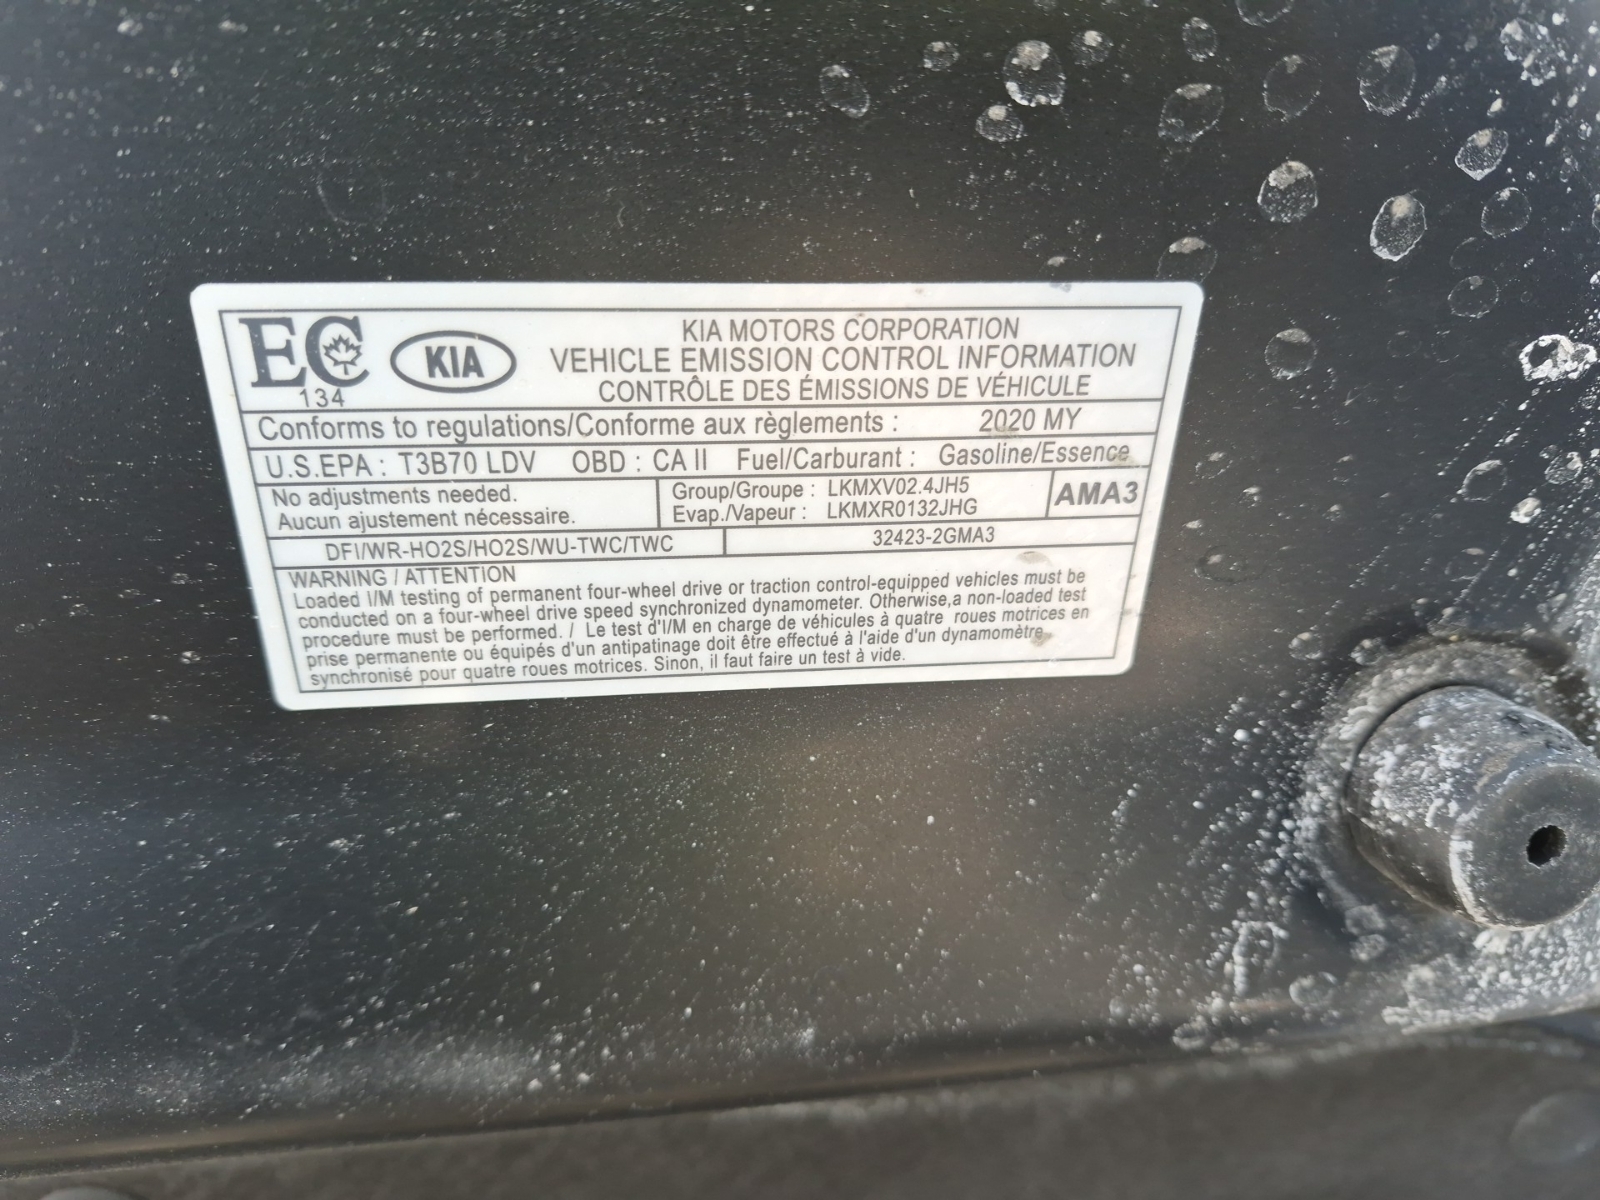 EC
134
KIA
KIA MOTORS CORPORATION
VEHICLE EMISSION CONTROL INFORMATION
CONTRÔLE DES ÉMISSIONS DE VÉHICULE
Conforms to regulations/Conforme aux règlements : 2020 MY
U.S.EPA : T3B70 LDV OBD : CA II Fuel/Carburant : Gasoline/Essence
No adjustments needed.
Aucun ajustement nécessaire.
Group/Groupe : LKMXV02.4JH5
Evap./Vapeur : LKMXR0132JHG
AMA3
DFI/WR-HO2S/HO2S/WU-TWC/TWC
32423-2GMA3
WARNING / ATTENTION
Loaded I/M testing of permanent four-wheel drive or traction control-equipped vehicles must be
conducted on a four-wheel drive speed synchronized dynamometer. Otherwise,a non-loaded test
procedure must be performed. / Le test d'I/M en charge de véhicules à quatre roues motrices en
prise permanente ou équipés d'un antipatinage doit être effectué à l'aide d'un dynamomètre
synchronisé pour quatre roues motrices. Sinon, il faut faire un test à vide.